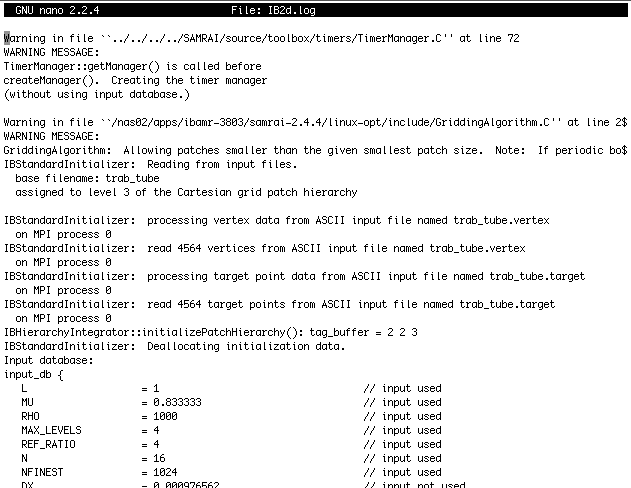 GNU nano 2.2.4 File: IB2d.log
Warning in file ``../../../../SAMRAI/source/toolbox/timers/TimerManager.C'' at line 72
WARNING MESSAGE:
TimerManager::getManager() is called before
createManager().  Creating the timer manager
(without using input database.)
Warning in file ``/nas02/apps/ibamr-3803/samrai-2.4.4/linux-opt/include/GriddingAlgorithm.C'' at line 2$
WARNING MESSAGE:
GriddingAlgorithm:  Allowing patches smaller than the given smallest patch size.  Note:  If periodic bo$
IBStandardInitializer:  Reading from input files.
  base filename: trab_tube
  assigned to level 3 of the Cartesian grid patch hierarchy
IBStandardInitializer:  processing vertex data from ASCII input file named trab_tube.vertex
  on MPI process 0
IBStandardInitializer:  read 4564 vertices from ASCII input file named trab_tube.vertex
  on MPI process 0
IBStandardInitializer:  processing target point data from ASCII input file named trab_tube.target
  on MPI process 0
IBStandardInitializer:  read 4564 target points from ASCII input file named trab_tube.target
  on MPI process 0
IBHierarchyIntegrator::initializePatchHierarchy(): tag_buffer = 2 2 3
IBStandardInitializer:  Deallocating initialization data.
Input database:
input_db {
   L = 1 // input used
   MU = 0.833333 // input used
   RHO = 1000 // input used
   MAX_LEVELS = 4 // input used
   REF_RATIO = 4 // input used
   N = 16 // input used
   NFINEST = 1024 // input used
   DX = 0.000976562 // input not used